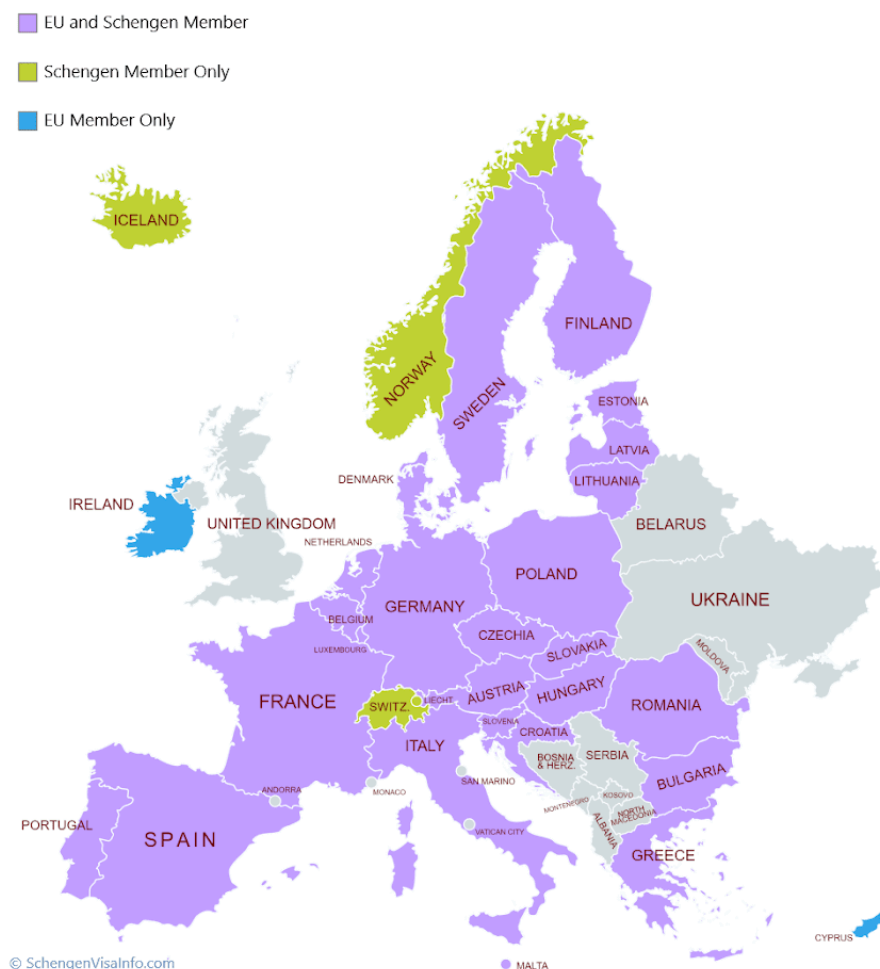 EU and Schengen Member
Schengen Member Only
EU Member Only
ICELAND
FINLAND
NORWAY
SWEDEN
ESTONIA
LATVIA
DENMARK
LITHUANIA
IRELAND
UNITED KINGDOM
BELARUS
NETHERLANDS
POLAND
UKRAINE
GERMANY
BELGIUM
CZECHIA
LUXEMBOURG
SLOVAKIA
MOLDOVA
AUSTRIA
HUNGARY
FRANCE
SWITZ.
LIECHT
ROMANIA
SLOVENIA
CROATIA
ITALY
BOSNIA
& HERZ.
SERBIA
BULGARIA
SAN MARINO
ANDORRA
MONACO
KOSOVO
MONTENEGRO
NORTH
MACEDONIA
ALBANIA
PORTUGAL
SPAIN
VATICAN CITY
GREECE
CYPRUS
MALTA
© SchengenVisaInfo.com